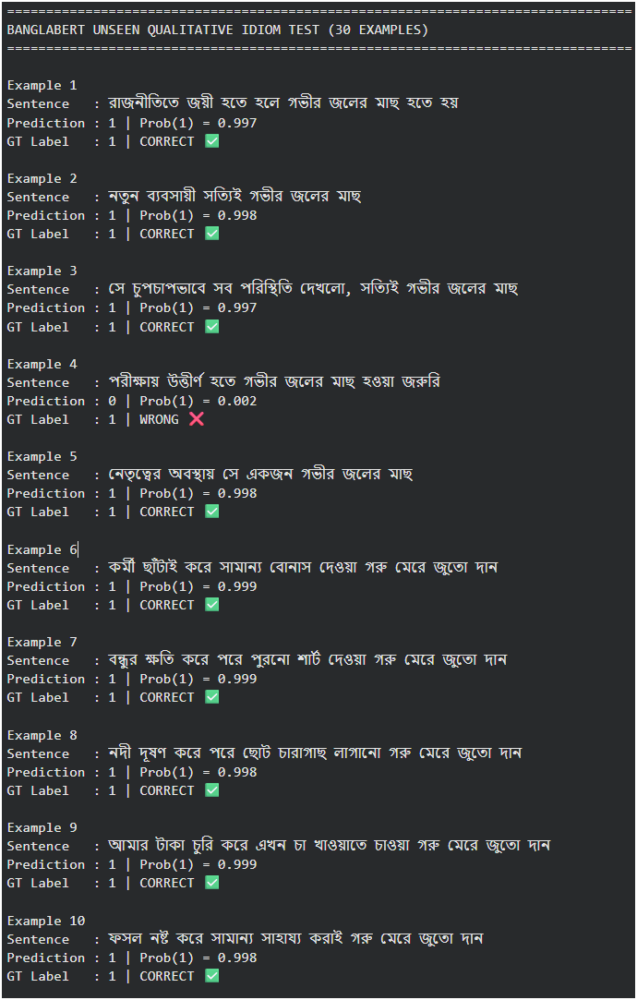 ================================================================================
BANGLABERT UNSEEN QUALITATIVE IDIOM TEST (30 EXAMPLES)
================================================================================
Example 1
Sentence : রাজনীতিতে জয়ী হতে হলে গভীর জলের মাছ হতে হয়
Prediction : 1 | Prob(1) = 0.997
GT Label : 1 | CORRECT ✅
Example 2
Sentence : নতুন ব্যবসায়ী সত্যিই গভীর জলের মাছ
Prediction : 1 | Prob(1) = 0.998
GT Label : 1 | CORRECT ✅
Example 3
Sentence : সে চুপচাপভাবে সব পরিস্থিতি দেখলো, সত্যিই গভীর জলের মাছ
Prediction : 1 | Prob(1) = 0.997
GT Label : 1 | CORRECT ✅
Example 4
Sentence : পরীক্ষায় উত্তীর্ণ হতে গভীর জলের মাছ হওয়া জরুরি
Prediction : 0 | Prob(1) = 0.002
GT Label : 1 | WRONG ❌
Example 5
Sentence : নেতৃত্বের অবস্থায় সে একজন গভীর জলের মাছ
Prediction : 1 | Prob(1) = 0.998
GT Label : 1 | CORRECT ✅
Example 6
Sentence : কর্মী ছাঁটাই করে সামান্য বোনাস দেওয়া গরু মেরে জুতো দান
Prediction : 1 | Prob(1) = 0.999
GT Label : 1 | CORRECT ✅
Example 7
Sentence : বন্ধুর ক্ষতি করে পরে পুরনো শার্ট দেওয়া গরু মেরে জুতো দান
Prediction : 1 | Prob(1) = 0.999
GT Label : 1 | CORRECT ✅
Example 8
Sentence : নদী দূষণ করে পরে ছোট চারাগাছ লাগানো গরু মেরে জুতো দান
Prediction : 1 | Prob(1) = 0.998
GT Label : 1 | CORRECT ✅
Example 9
Sentence : আমার টাকা চুরি করে এখন চা খাওয়াতে চাওয়া গরু মেরে জুতো দান
Prediction : 1 | Prob(1) = 0.999
GT Label : 1 | CORRECT ✅
Example 10
Sentence : ফসল নষ্ট করে সামান্য সাহায্য করাই গরু মেরে জুতো দান
Prediction : 1 | Prob(1) = 0.998
GT Label : 1 | CORRECT ✅